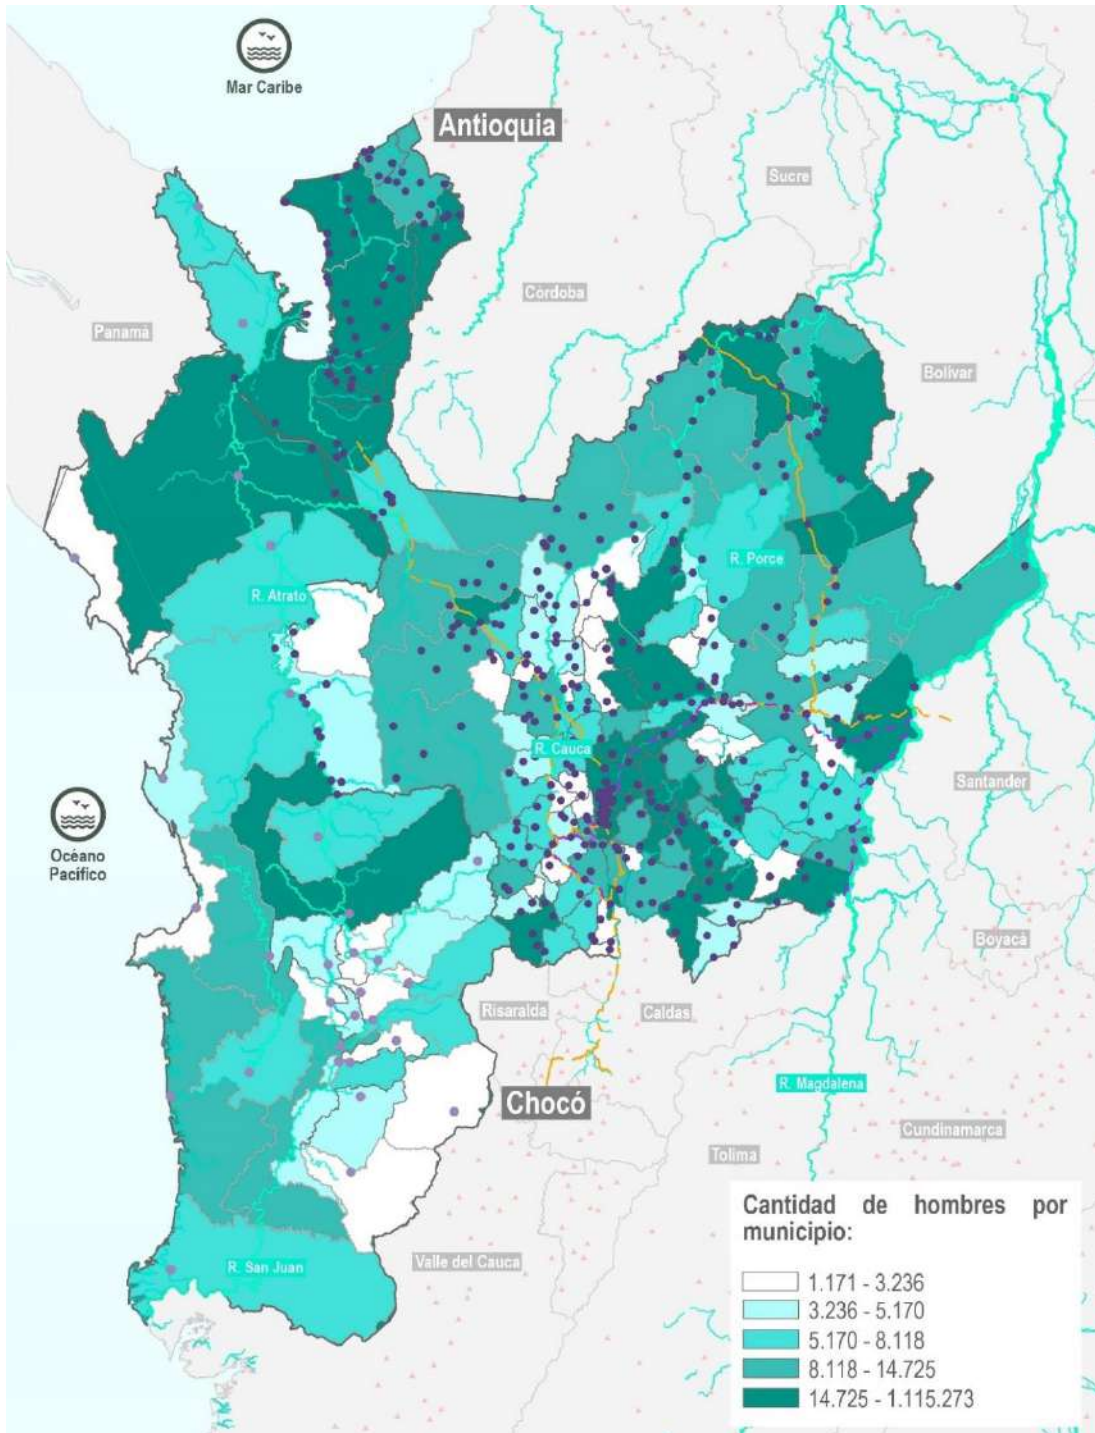 Mar Caribe
Antioquia
Sucre
Córdoba
Panamá
Bolívar
R. Porce
R. Atrato
R. Cauca
Santander
Océano
Pacífico
Boyacá
Risaralda
Caldas
R. Magdalena
Chocó
Cundinamarca
Tolima
Cantidad de hombres por
municipio:
Valle del Cauca
R. San Juan
1.171 - 3.236
3.236 - 5.170
5.170 - 8.118
8.118 - 14.725
14.725 - 1.115.273